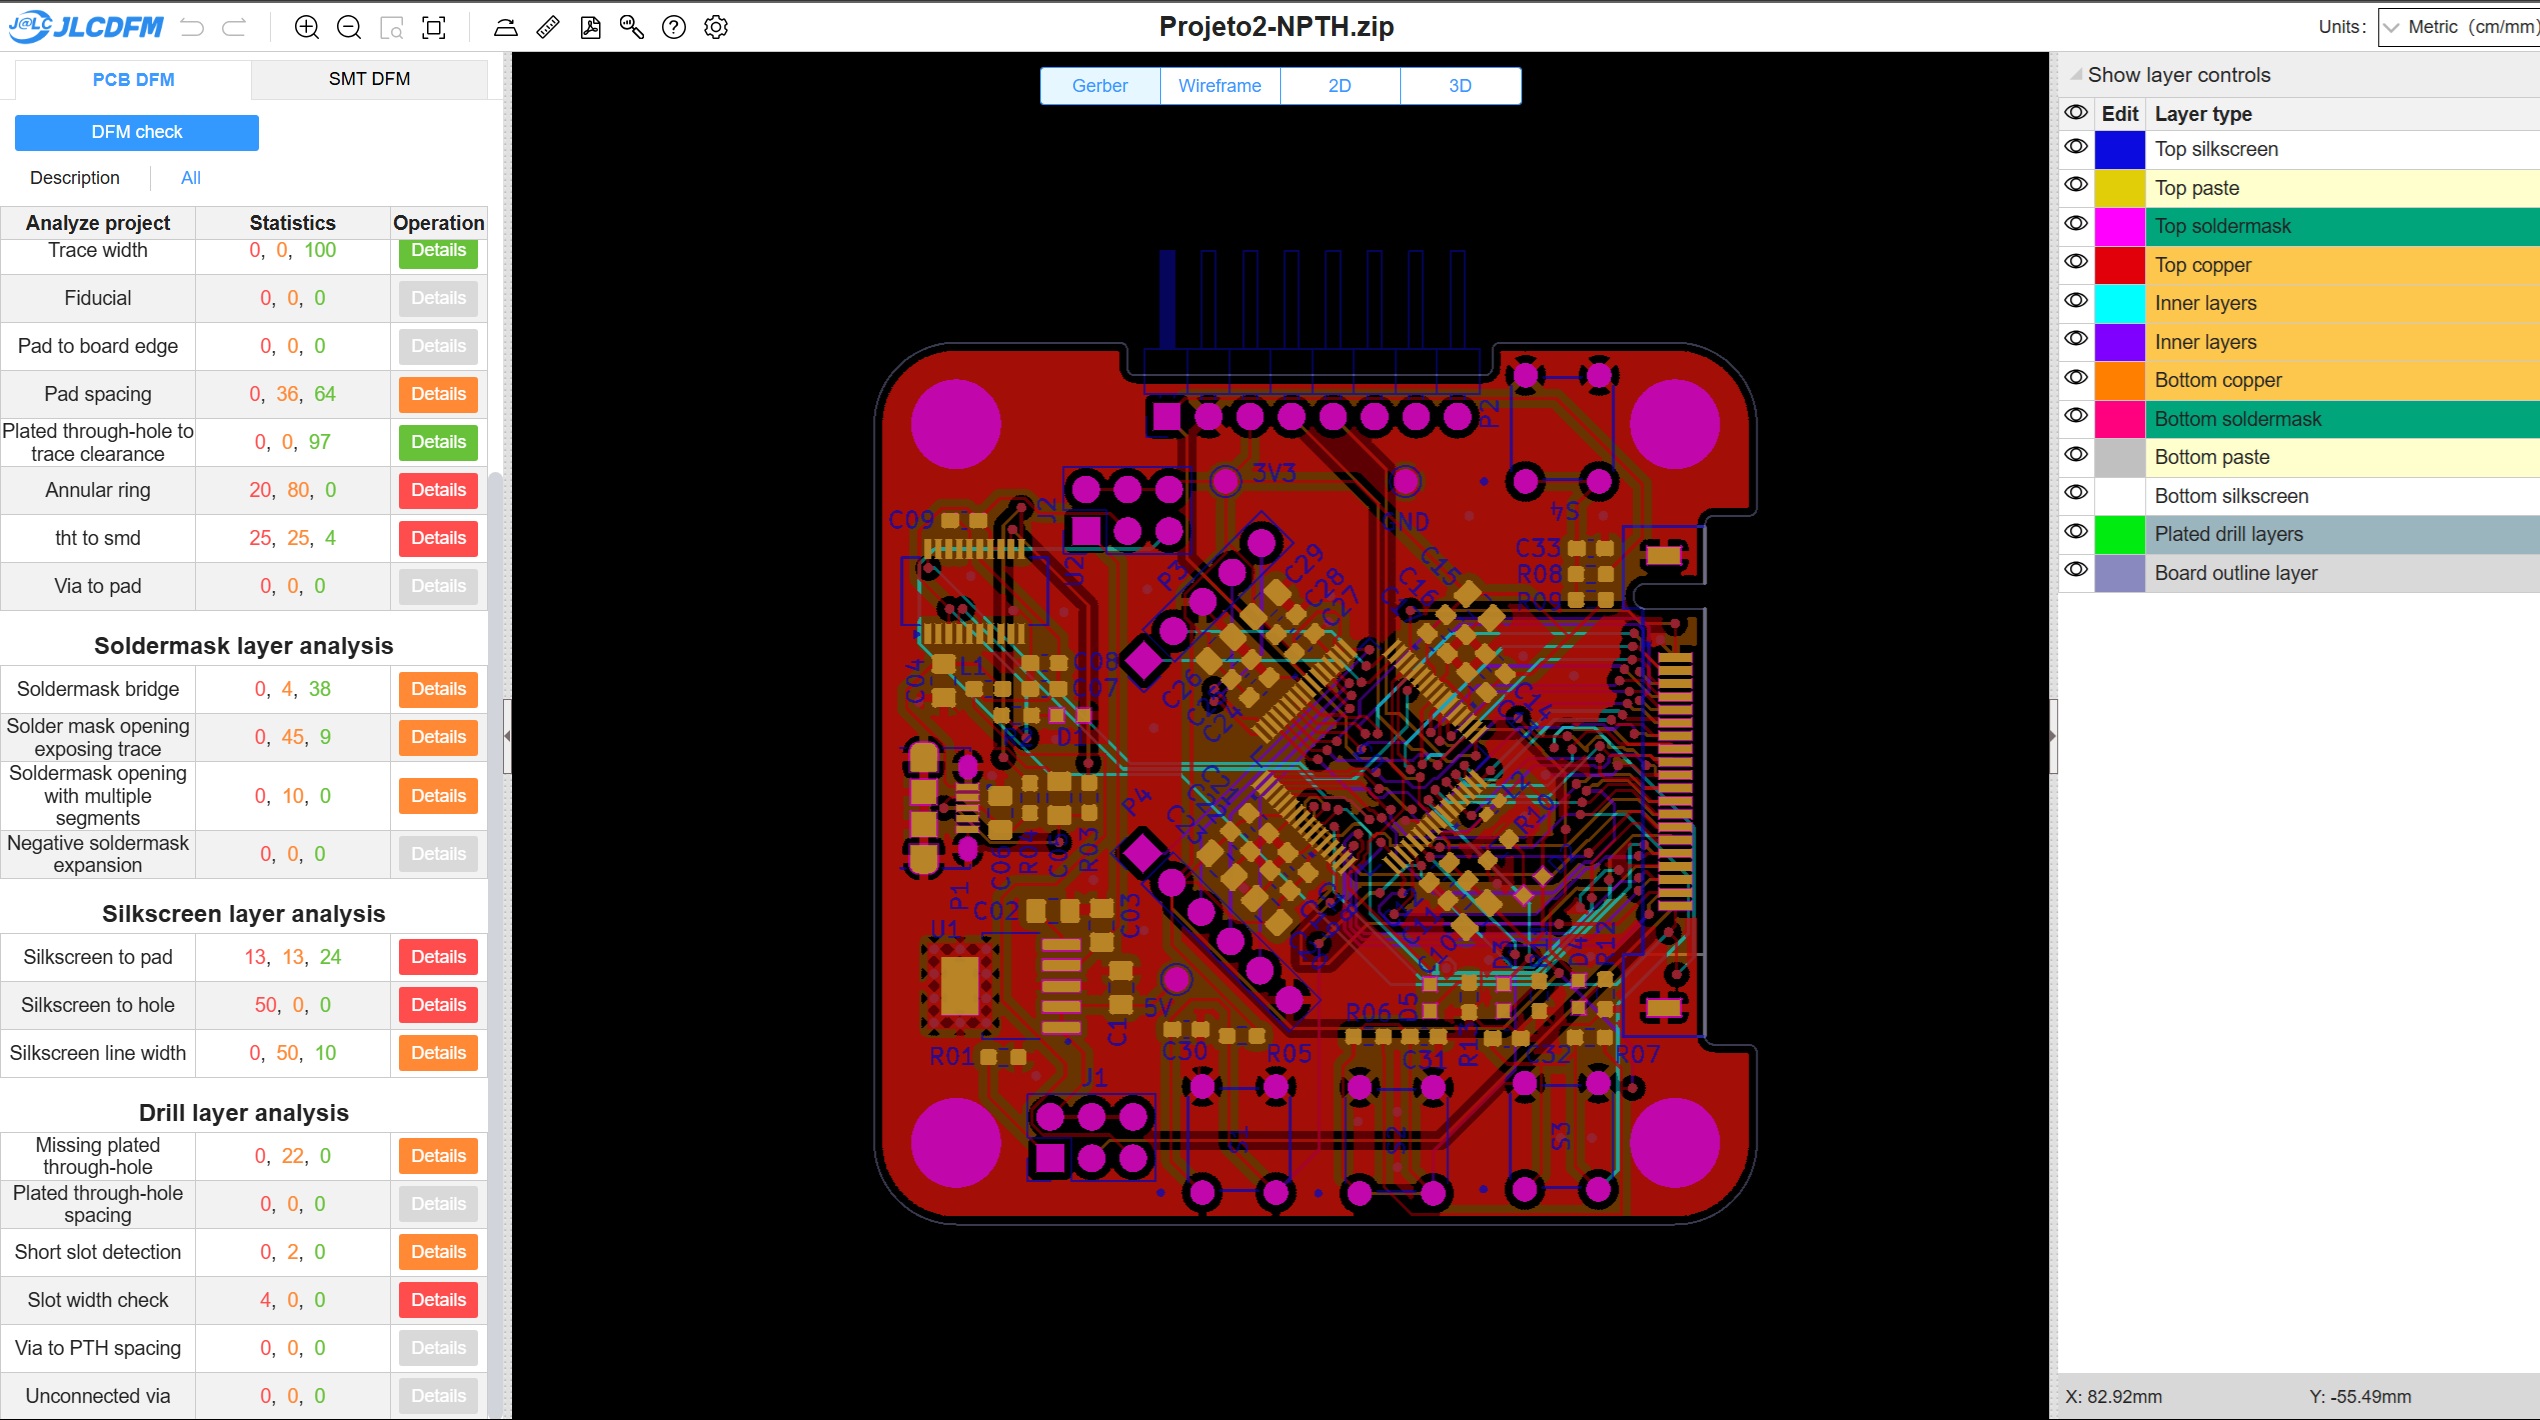 J@LC JLCDFM
Projeto2-NPTH.zip
Units: Metric (cm/mm)
PCB DFM SMT DFM
DFM check
Description All
Analyze project Statistics Operation
Trace width 0, 0, 100 Details
Fiducial 0, 0, 0 Details
Pad to board edge 0, 0, 0 Details
Pad spacing 0, 36, 64 Details
Plated through-hole to
trace clearance 0, 0, 97 Details
Annular ring 20, 80, 0 Details
tht to smd 25, 25, 4 Details
Via to pad 0, 0, 0 Details
Soldermask layer analysis
Soldermask bridge 0, 4, 38 Details
Solder mask opening
exposing trace 0, 45, 9 Details
Soldermask opening
with multiple
segments 0, 10, 0 Details
Negative soldermask
expansion 0, 0, 0 Details
Silkscreen layer analysis
Silkscreen to pad 13, 13, 24 Details
Silkscreen to hole 50, 0, 0 Details
Silkscreen line width 0, 50, 10 Details
Drill layer analysis
Missing plated
through-hole 0, 22, 0 Details
Plated through-hole
spacing 0, 0, 0 Details
Short slot detection 0, 2, 0 Details
Slot width check 4, 0, 0 Details
Via to PTH spacing 0, 0, 0 Details
Unconnected via 0, 0, 0 Details
Gerber Wireframe 2D 3D
P2
3V3
J2
C09
GND
S4
U2
P3
C29
C28
C27
C15
C16
C33
R08
R09
C04
L1
C08
C07
C26
C24
C14
D1
P4
C21
C23
R10
P1
C06
R04
R03
C02
C03
U1
C11
C10
D4
R12
5V
C1
R06
D5
R01
C30
R05
C31
C32
R07
J1
S3
Show layer controls
Edit Layer type
Top silkscreen
Top paste
Top soldermask
Top copper
Inner layers
Inner layers
Bottom copper
Bottom soldermask
Bottom paste
Bottom silkscreen
Plated drill layers
Board outline layer
X: 82.92mm Y: -55.49mm